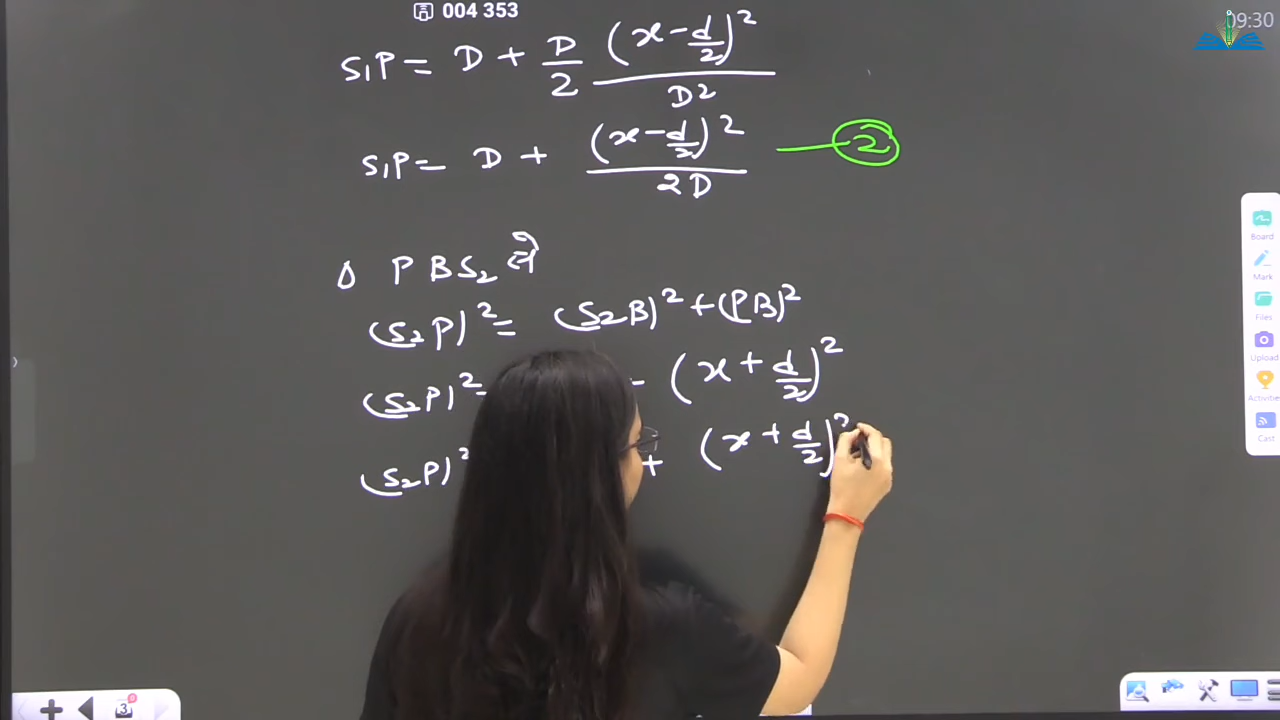 004 353
09:30
S₁P = D + D/2 (x - d/2)²/D²
S₁P = D + (x - d/2)²/2D — 2
Δ PBS₂ में
(S₂P)² = (S₂B)² + (PB)²
(S₂P)² = (x + d/2)²
(S₂P)² + (x + d/2)²
Board
Mark
Files
Upload
Activities
Cast
3